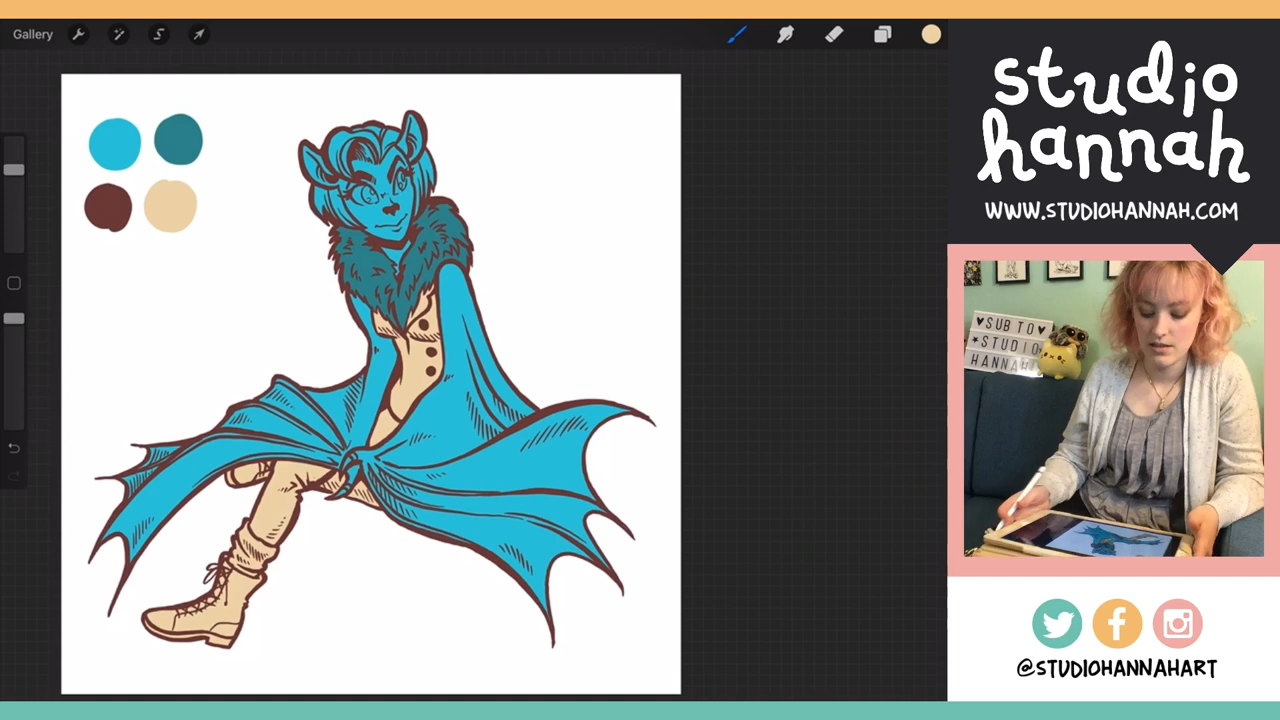 Gallery
studio
hannah
WWW.STUDIOHANNAH.COM
♥SUB TO♥
★STUDIO
HANNAH
@STUDIOHANNAHART